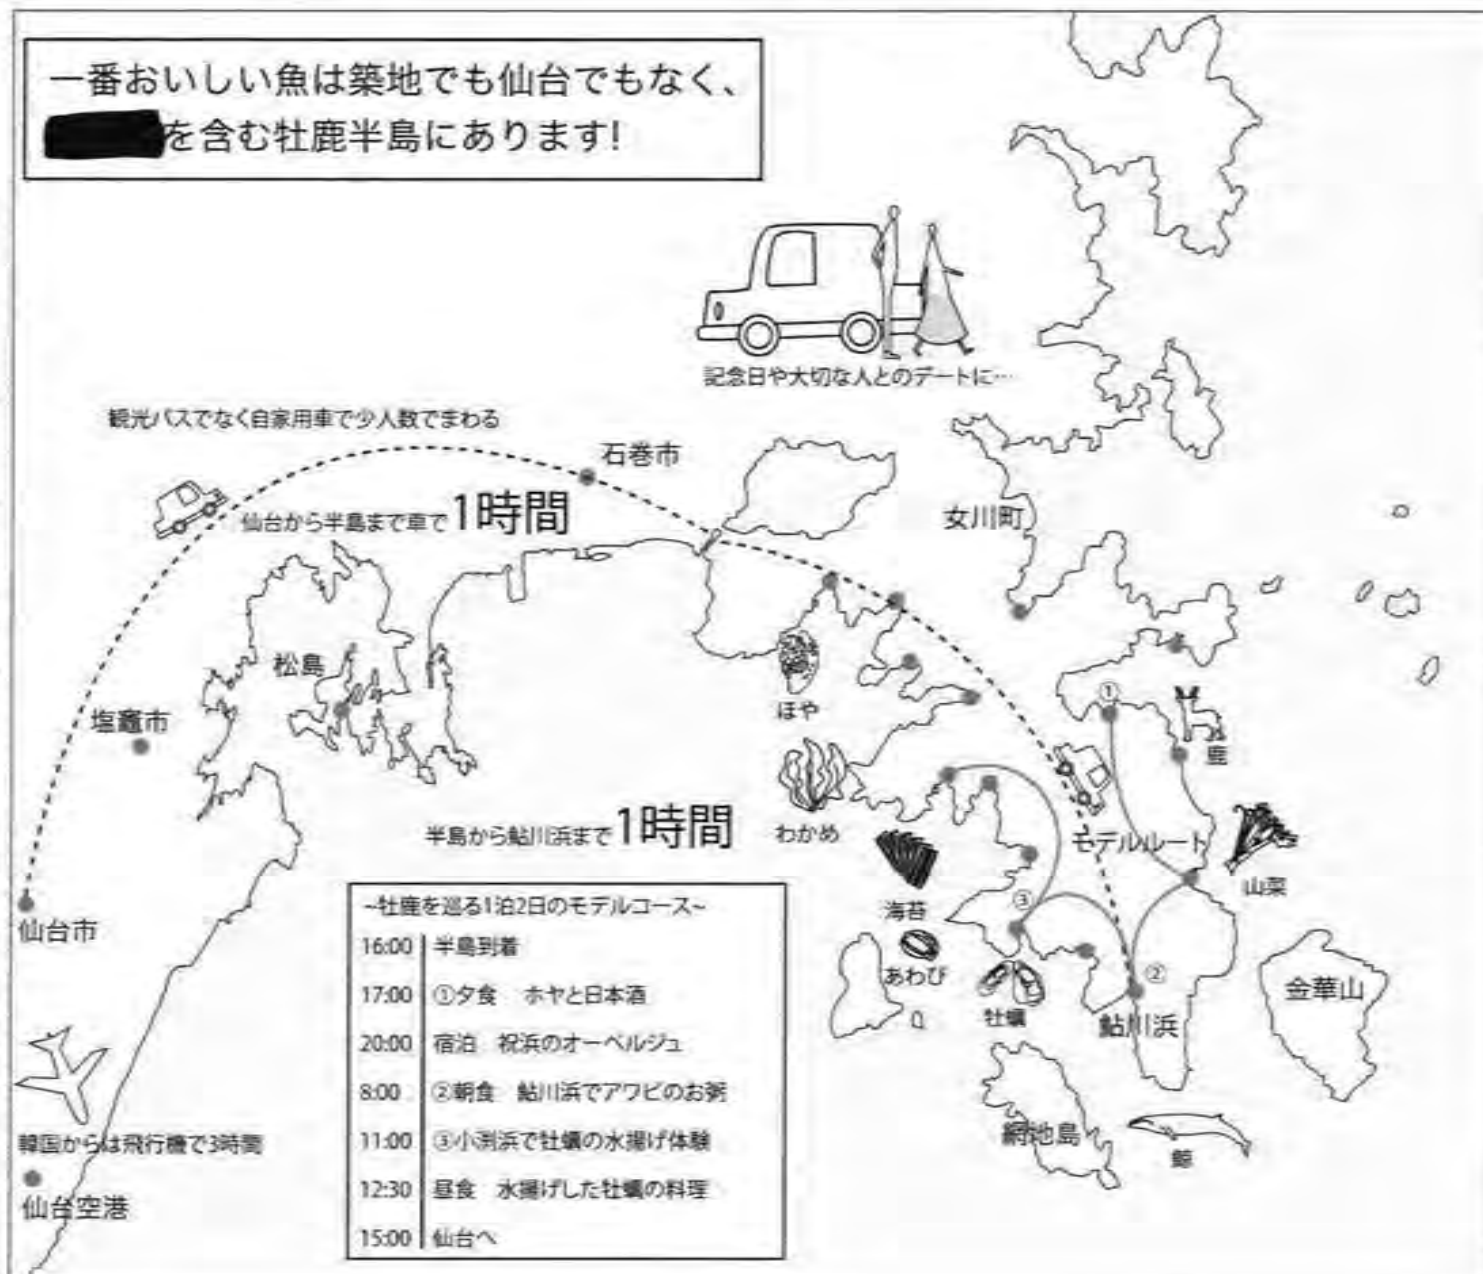 一番おいしい魚は築地でも仙台でもなく、
を含む牡鹿半島にあります!
記念日や大切な人とのデートに…
観光バスでなく自家用車で少人数でまわる
石巻市
仙台から半島まで車で1時間
女川町
松島
塩竈市
ほや
①
鹿
わかめ
半島から鮎川浜まで1時間
モデルルート
山菜
海苔
③
仙台市
あわび
②
金華山
牡蠣
鮎川浜
~牡鹿を巡る1泊2日のモデルコース~
16:00 半島到着
17:00 ①夕食 ホヤと日本酒
20:00 宿泊 祝浜のオーベルジュ
8:00 ②朝食 鮎川浜でアワビのお粥
11:00 ③小渕浜で牡蠣の水揚げ体験
12:30 昼食 水揚げした牡蠣の料理
15:00 仙台へ
網地島
鯨
韓国からは飛行機で3時間
仙台空港